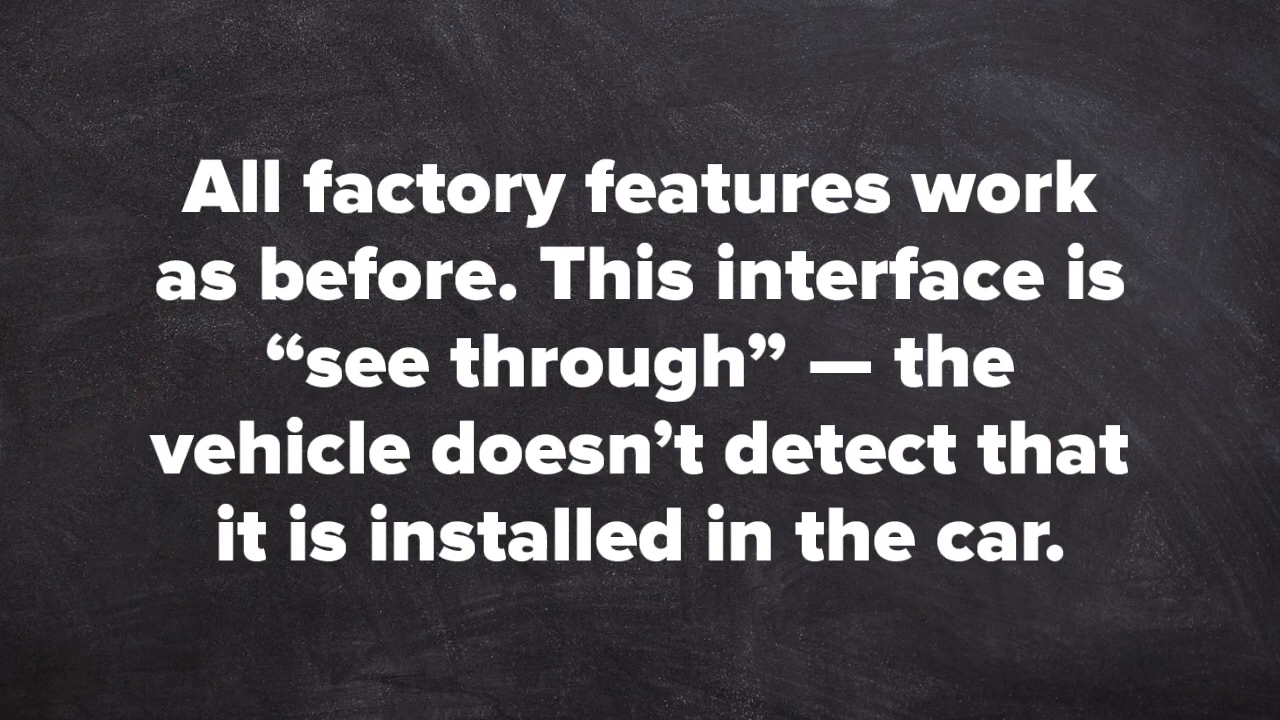 All factory features work
as before. This interface is
“see through” — the
vehicle doesn’t detect that
it is installed in the car.